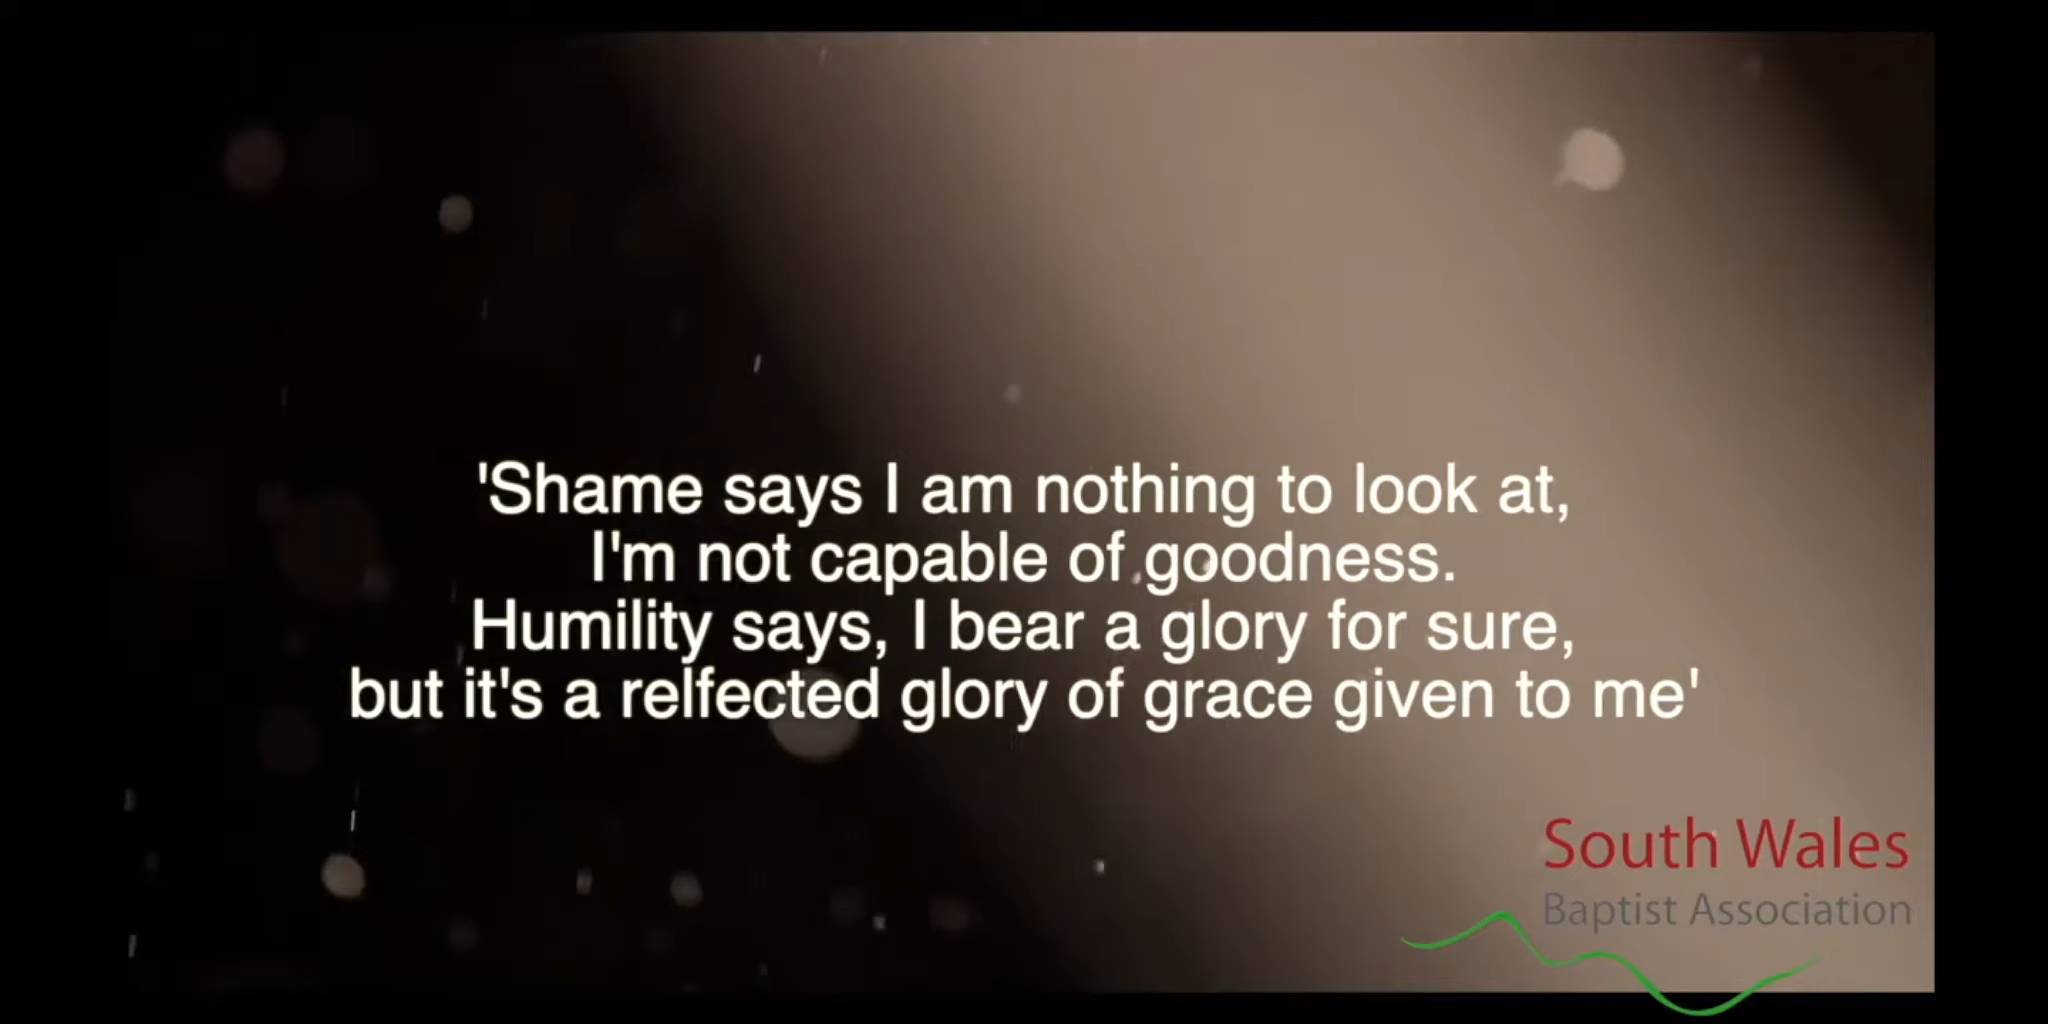 'Shame says I am nothing to look at,
I'm not capable of goodness.
Humility says, I bear a glory for sure,
but it's a relfected glory of grace given to me'
South Wales
Baptist Association